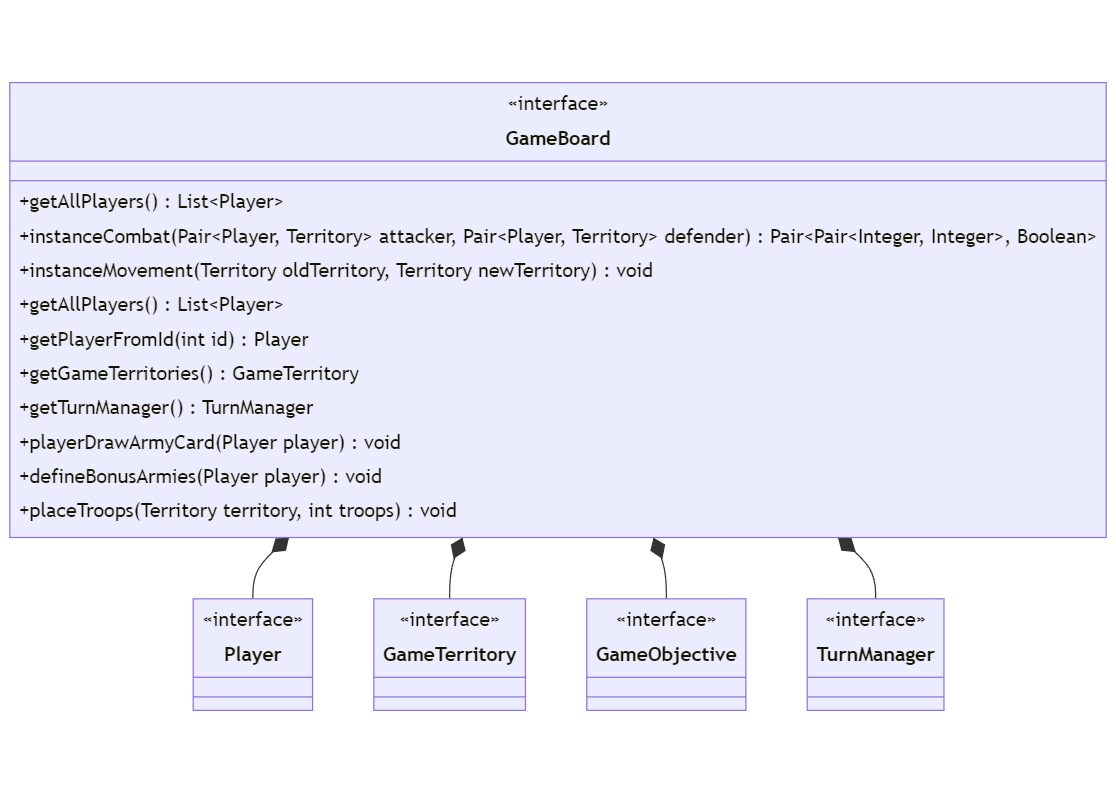 «interface»
GameBoard
+getAllPlayers() : List<Player>
+instanceCombat(Pair<Player, Territory> attacker, Pair<Player, Territory> defender) : Pair<Pair<Integer, Integer>, Boolean>
+instanceMovement(Territory oldTerritory, Territory newTerritory) : void
+getAllPlayers() : List<Player>
+getPlayerFromId(int id) : Player
+getGameTerritories() : GameTerritory
+getTurnManager() : TurnManager
+playerDrawArmyCard(Player player) : void
+defineBonusArmies(Player player) : void
+placeTroops(Territory territory, int troops) : void
«interface»
Player
«interface»
GameTerritory
«interface»
GameObjective
«interface»
TurnManager